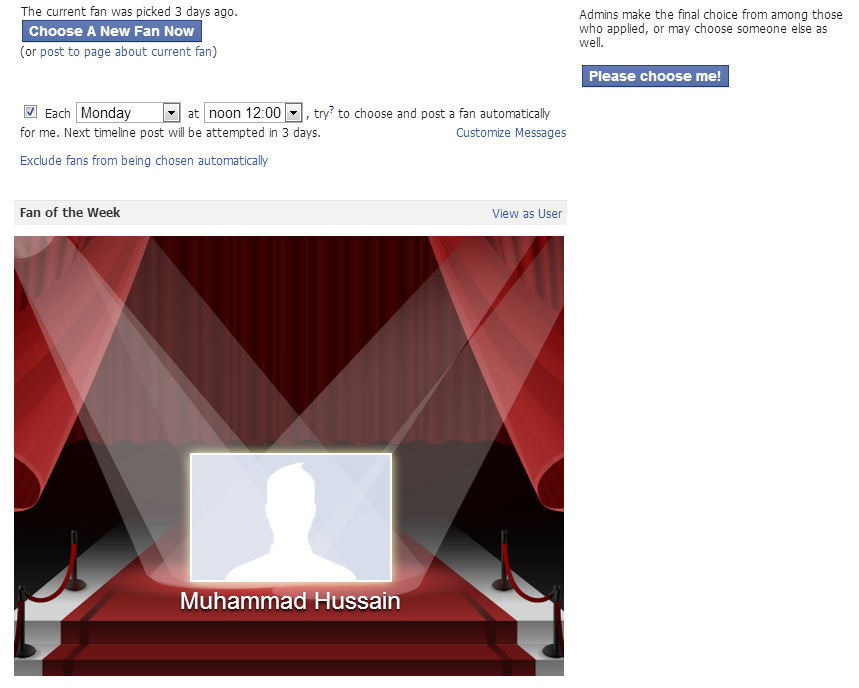 The current fan was picked 3 days ago.
Choose A New Fan Now
(or post to page about current fan)
Admins make the final choice from among those
who applied, or may choose someone else as
well.
Please choose me!
Each Monday at noon 12:00 , try? to choose and post a fan automatically
for me. Next timeline post will be attempted in 3 days.
Customize Messages
Exclude fans from being chosen automatically
Fan of the Week
View as User
Muhammad Hussain